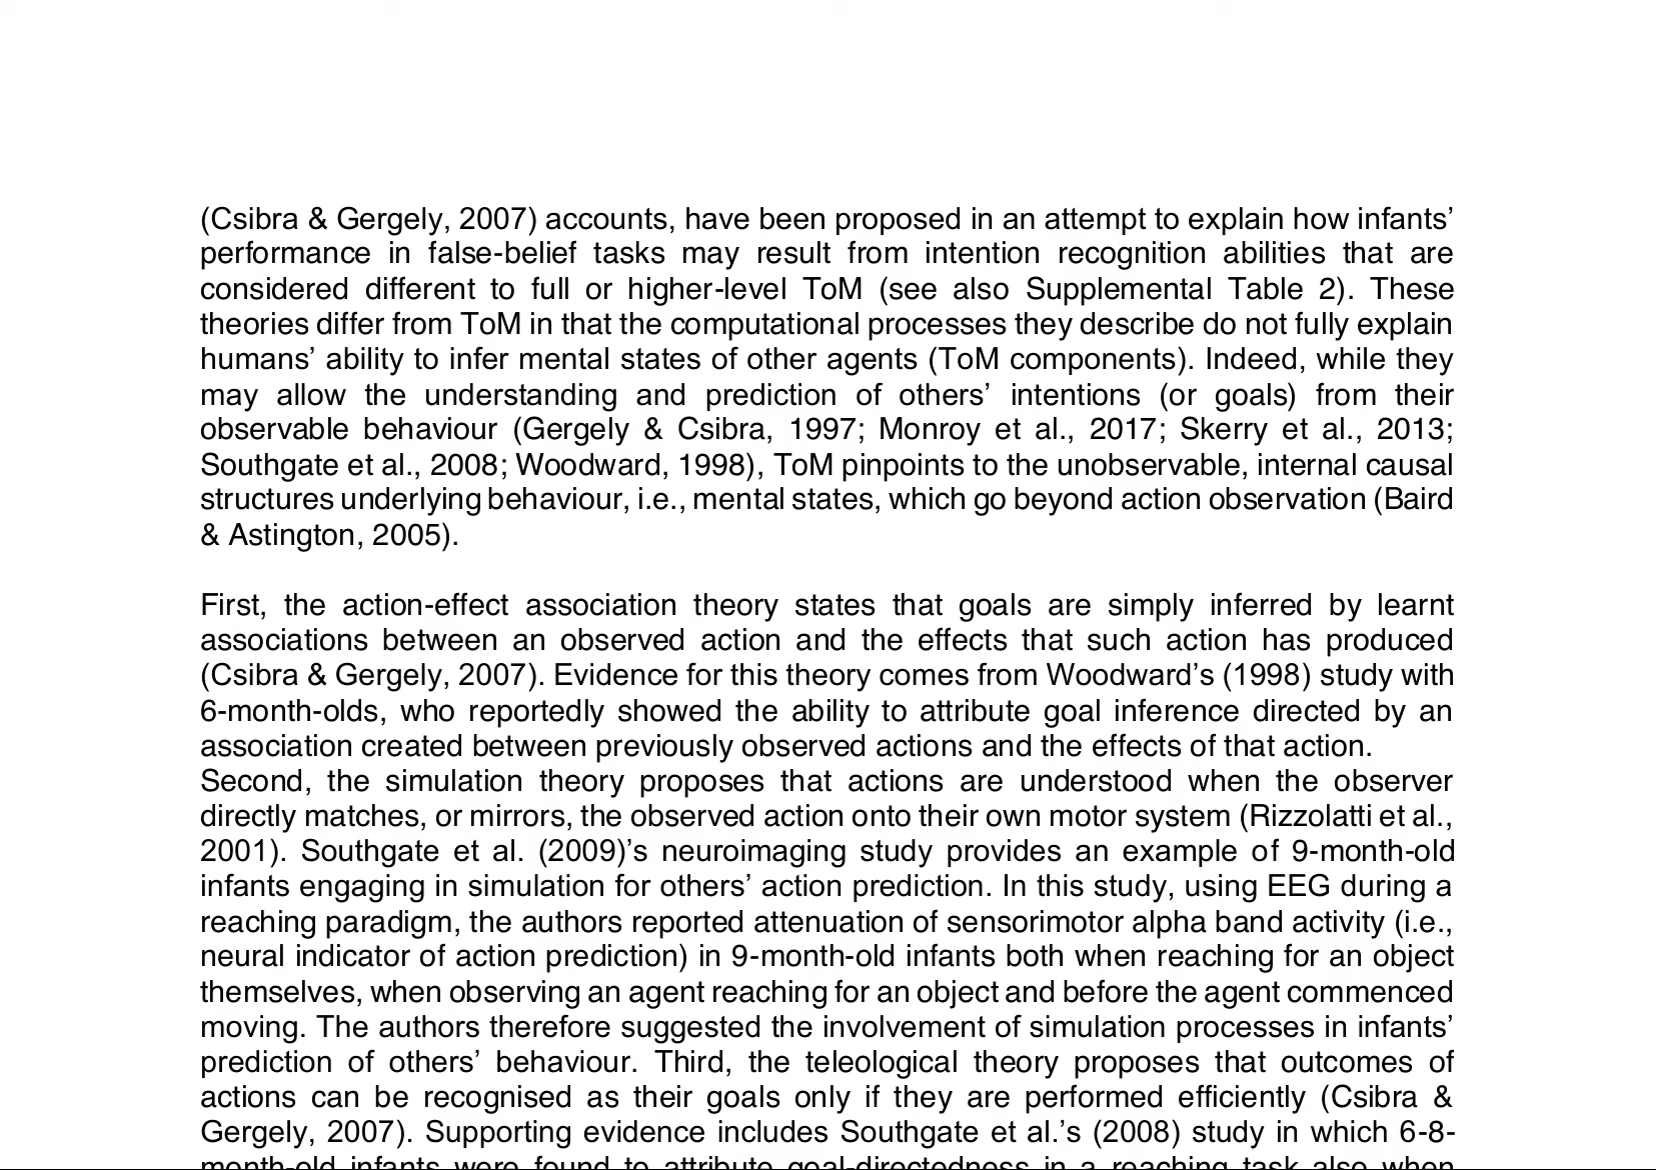 (Csibra & Gergely, 2007) accounts, have been proposed in an attempt to explain how infants’
performance in false-belief tasks may result from intention recognition abilities that are
considered different to full or higher-level ToM (see also Supplemental Table 2). These
theories differ from ToM in that the computational processes they describe do not fully explain
humans’ ability to infer mental states of other agents (ToM components). Indeed, while they
may allow the understanding and prediction of others’ intentions (or goals) from their
observable behaviour (Gergely & Csibra, 1997; Monroy et al., 2017; Skerry et al., 2013;
Southgate et al., 2008; Woodward, 1998), ToM pinpoints to the unobservable, internal causal
structures underlying behaviour, i.e., mental states, which go beyond action observation (Baird
& Astington, 2005).
First, the action-effect association theory states that goals are simply inferred by learnt
associations between an observed action and the effects that such action has produced
(Csibra & Gergely, 2007). Evidence for this theory comes from Woodward’s (1998) study with
6-month-olds, who reportedly showed the ability to attribute goal inference directed by an
association created between previously observed actions and the effects of that action.
Second, the simulation theory proposes that actions are understood when the observer
directly matches, or mirrors, the observed action onto their own motor system (Rizzolatti et al.,
2001). Southgate et al. (2009)’s neuroimaging study provides an example of 9-month-old
infants engaging in simulation for others’ action prediction. In this study, using EEG during a
reaching paradigm, the authors reported attenuation of sensorimotor alpha band activity (i.e.,
neural indicator of action prediction) in 9-month-old infants both when reaching for an object
themselves, when observing an agent reaching for an object and before the agent commenced
moving. The authors therefore suggested the involvement of simulation processes in infants’
prediction of others’ behaviour. Third, the teleological theory proposes that outcomes of
actions can be recognised as their goals only if they are performed efficiently (Csibra &
Gergely, 2007). Supporting evidence includes Southgate et al.’s (2008) study in which 6-8-
month-old infants were found to attribute goal-directedness in a reaching task also when